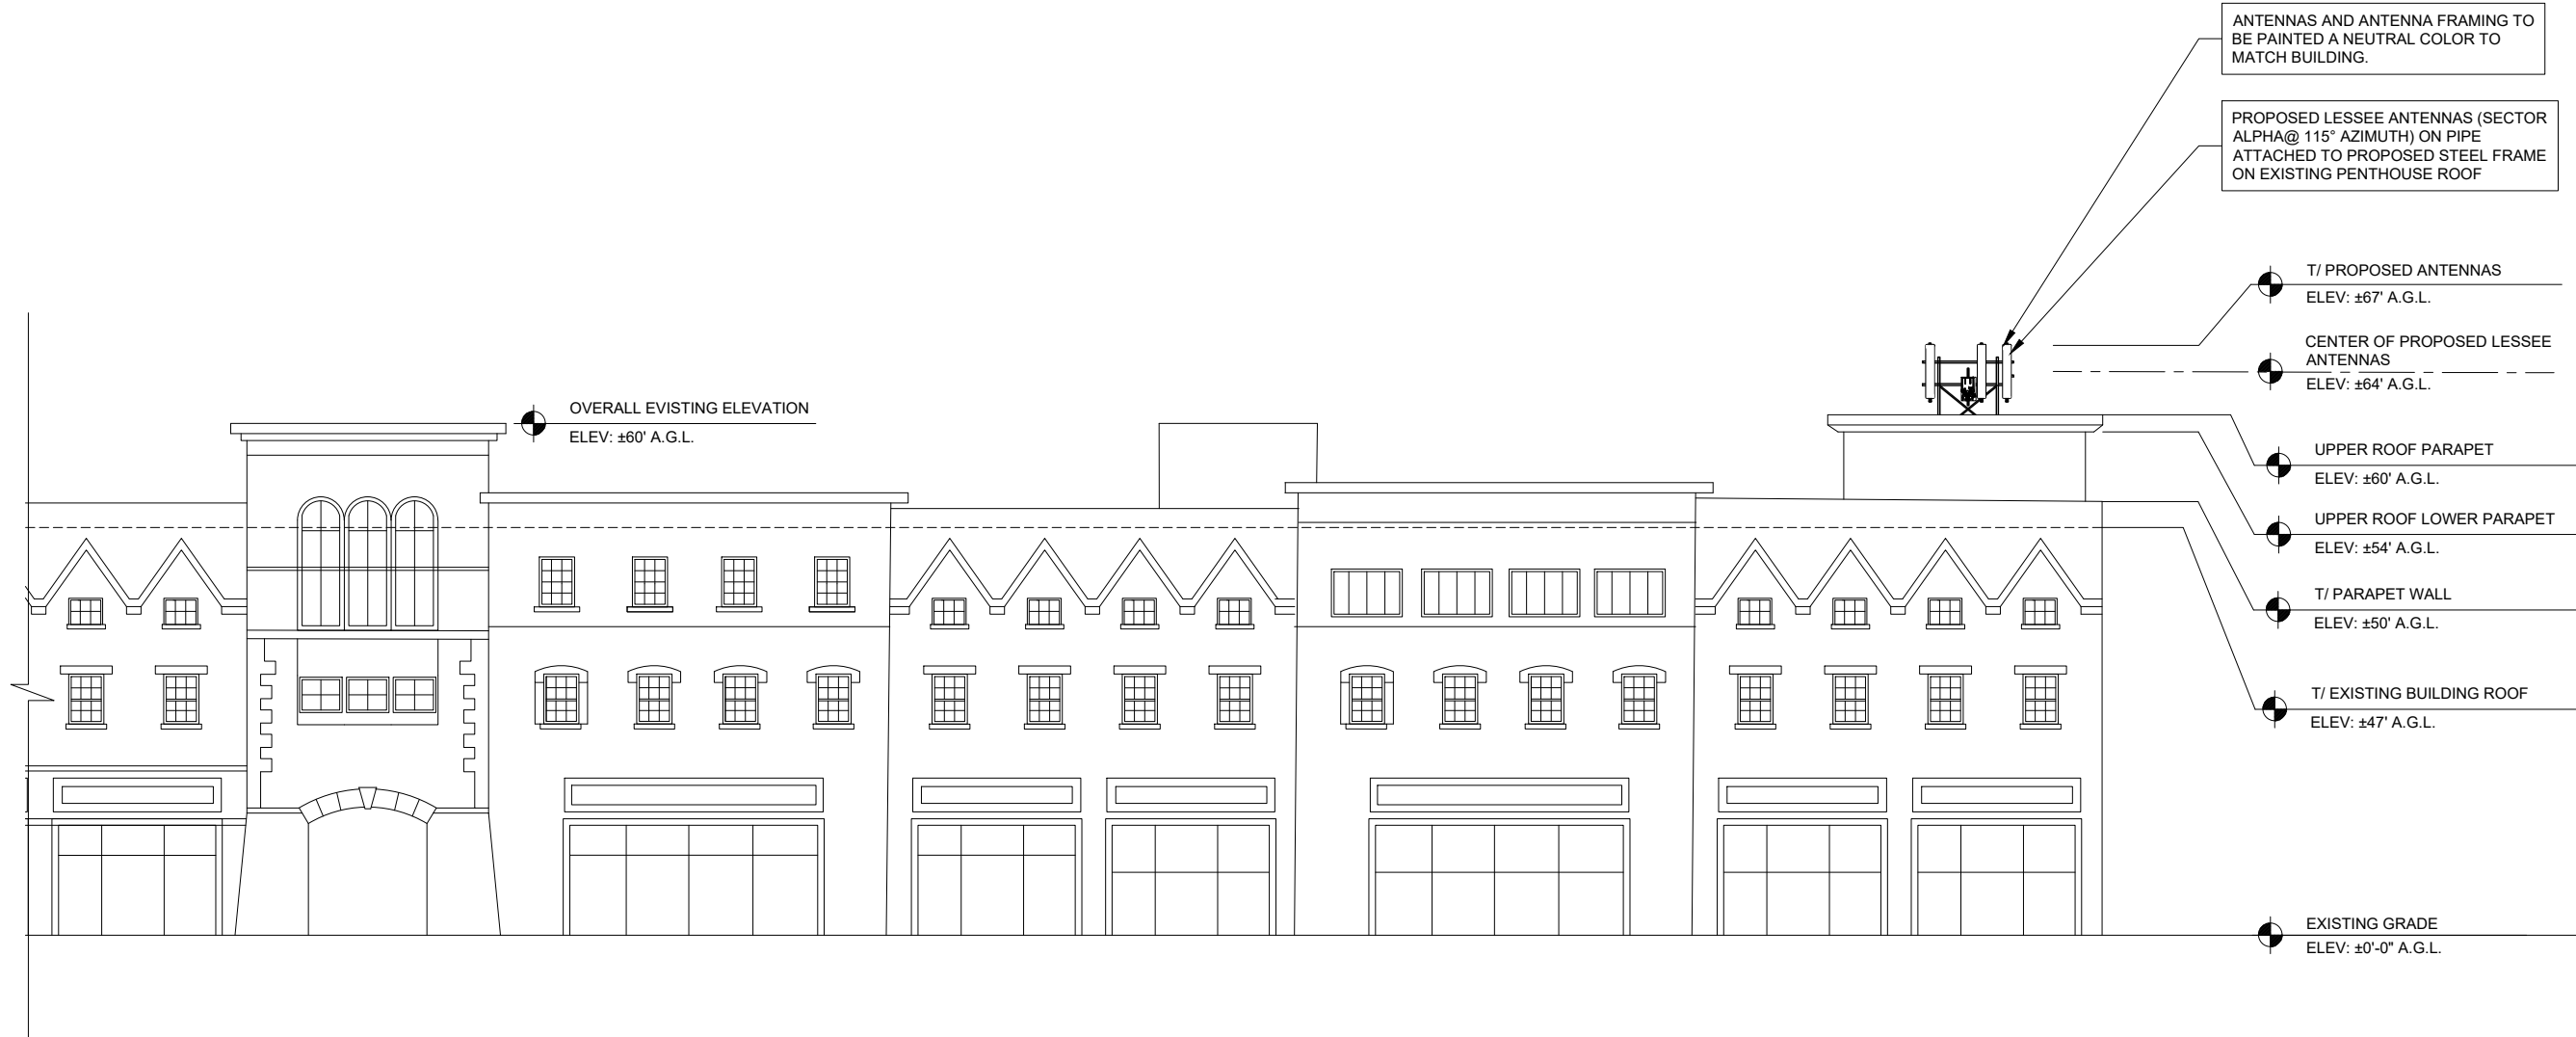 ANTENNAS AND ANTENNA FRAMING TO
BE PAINTED A NEUTRAL COLOR TO
MATCH BUILDING.
PROPOSED LESSEE ANTENNAS (SECTOR
ALPHA@ 115° AZIMUTH) ON PIPE
ATTACHED TO PROPOSED STEEL FRAME
ON EXISTING PENTHOUSE ROOF
T/ PROPOSED ANTENNAS
ELEV: ±67' A.G.L.
CENTER OF PROPOSED LESSEE
ANTENNAS
ELEV: ±64' A.G.L.
OVERALL EVISTING ELEVATION
ELEV: ±60' A.G.L.
UPPER ROOF PARAPET
ELEV: ±60' A.G.L.
UPPER ROOF LOWER PARAPET
ELEV: ±54' A.G.L.
T/ PARAPET WALL
ELEV: ±50' A.G.L.
T/ EXISTING BUILDING ROOF
ELEV: ±47' A.G.L.
EXISTING GRADE
ELEV: ±0'-0" A.G.L.